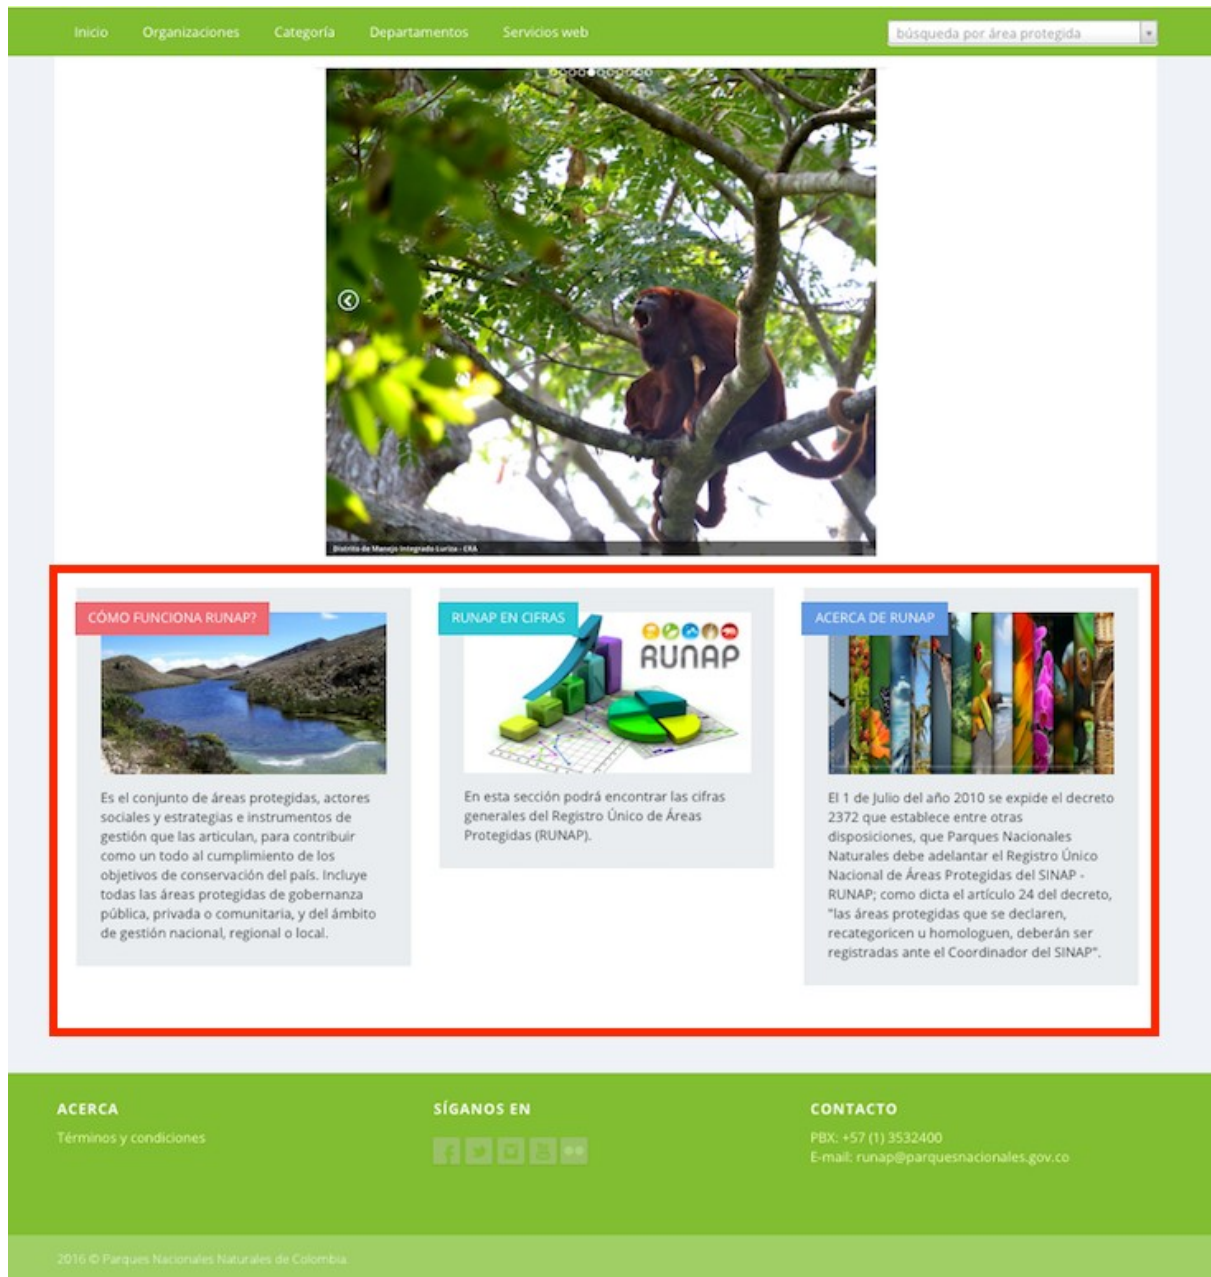 Inicio Organizaciones Categoría Departamentos Servicios web búsqueda por área protegida
Distrito de Manejo Integrado Luriza - CRA
CÓMO FUNCIONA RUNAP?
Es el conjunto de áreas protegidas, actores
sociales y estrategias e instrumentos de
gestión que las articulan, para contribuir
como un todo al cumplimiento de los
objetivos de conservación del país. Incluye
todas las áreas protegidas de gobernanza
pública, privada o comunitaria, y del ámbito
de gestión nacional, regional o local.
RUNAP EN CIFRAS
RUNAP
En esta sección podrá encontrar las cifras
generales del Registro Único de Áreas
Protegidas (RUNAP).
ACERCA DE RUNAP
El 1 de Julio del año 2010 se expide el decreto
2372 que establece entre otras
disposiciones, que Parques Nacionales
Naturales debe adelantar el Registro Único
Nacional de Áreas Protegidas del SINAP -
RUNAP; como dicta el artículo 24 del decreto,
"las áreas protegidas que se declaren,
recategoricen u homologuen, deberán ser
registradas ante el Coordinador del SINAP".
ACERCA
Términos y condiciones
SÍGANOS EN
CONTACTO
PBX: +57 (1) 3532400
E-mail: runap@parquesnacionales.gov.co
2016 © Parques Nacionales Naturales de Colombia.